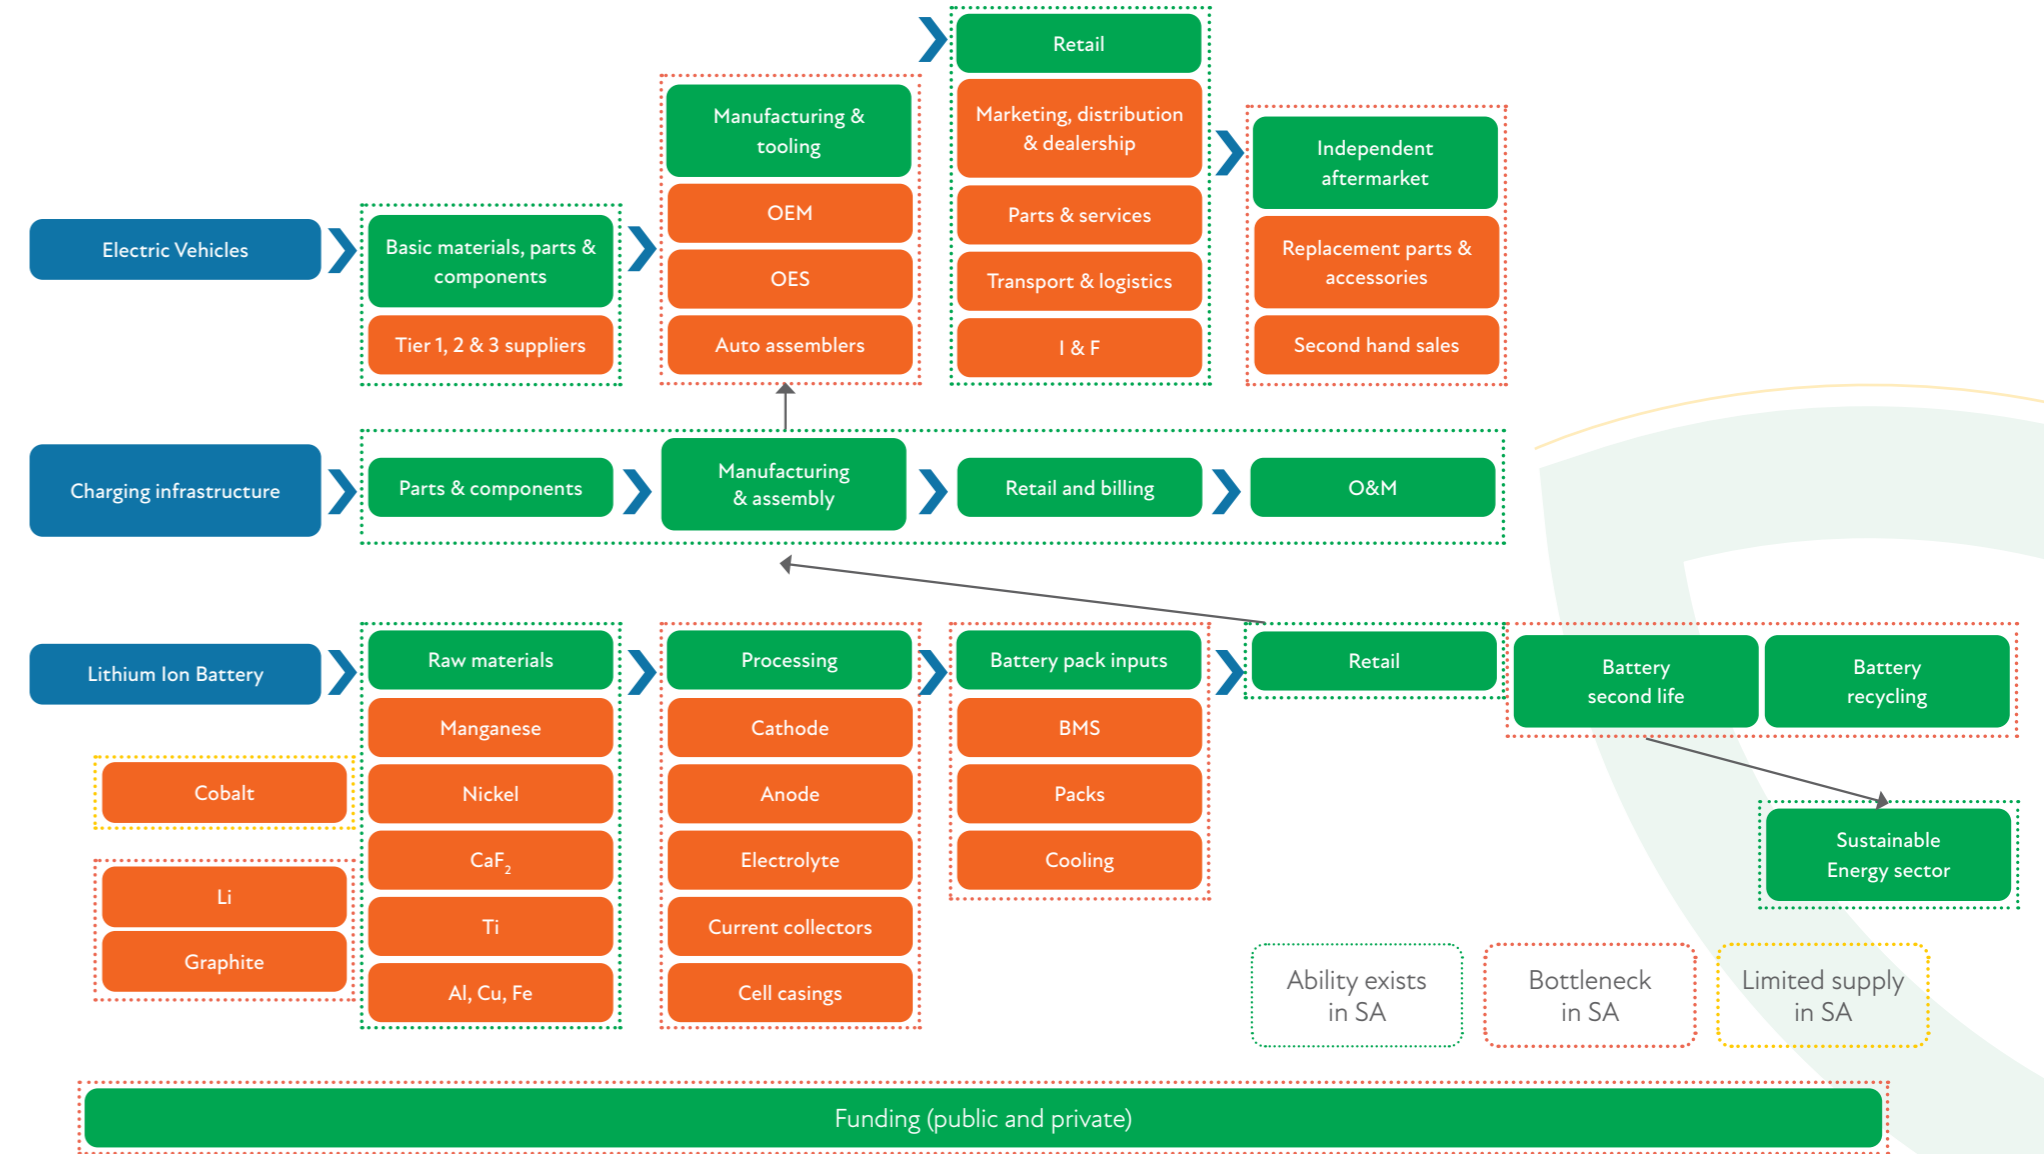 Electric Vehicles
Basic materials, parts &
components
Tier 1, 2 & 3 suppliers
Manufacturing &
tooling
OEM
OES
Auto assemblers
Retail
Marketing, distribution
& dealership
Parts & services
Transport & logistics
I & F
Independent
aftermarket
Replacement parts &
accessories
Second hand sales
Charging infrastructure
Parts & components
Manufacturing
& assembly
Retail and billing
O&M
Lithium Ion Battery
Cobalt
Li
Graphite
Raw materials
Manganese
Nickel
CaF₂
Ti
Al, Cu, Fe
Processing
Cathode
Anode
Electrolyte
Current collectors
Cell casings
Battery pack inputs
BMS
Packs
Cooling
Retail
Battery
second life
Battery
recycling
Sustainable
Energy sector
Ability exists
in SA
Bottleneck
in SA
Limited supply
in SA
Funding (public and private)